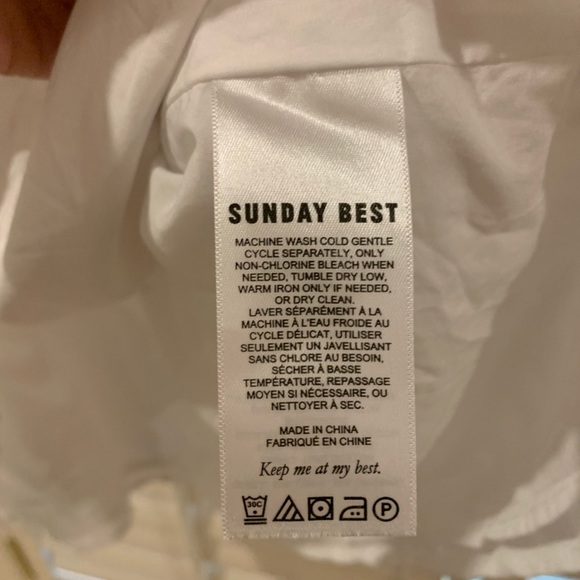 SUNDAY BEST
MACHINE WASH COLD GENTLE
CYCLE SEPARATELY, ONLY
NON-CHLORINE BLEACH WHEN
NEEDED, TUMBLE DRY LOW,
WARM IRON ONLY IF NEEDED,
OR DRY CLEAN.
LAVER SÉPARÉMENT À LA
MACHINE À L'EAU FROIDE AU
CYCLE DÉLICAT, UTILISER
SEULEMENT UN JAVELLISANT
SANS CHLORE AU BESOIN,
SÉCHER À BASSE
TEMPÉRATURE, REPASSAGE
MOYEN SI NÉCESSAIRE, OU
NETTOYER À SEC.
MADE IN CHINA
FABRIQUÉ EN CHINE
Keep me at my best.
30C P